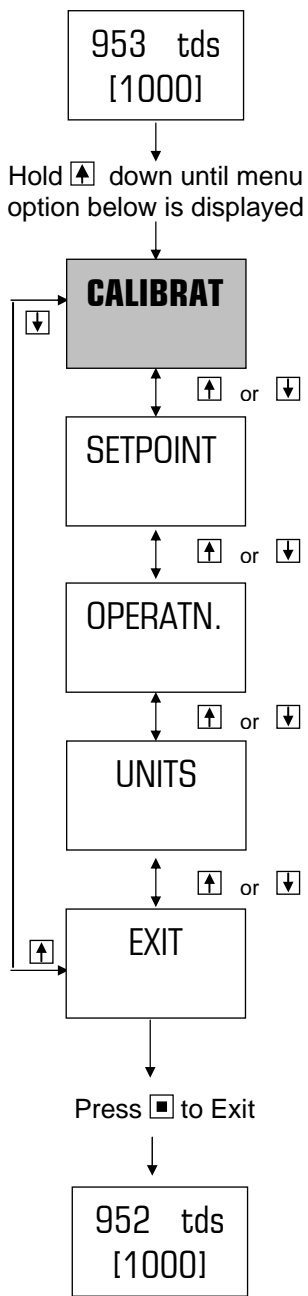 953 tds
[1000]
Hold down until menu
option below is displayed
CALIBRAT
or
SETPOINT
or
OPERATN.
or
UNITS
or
EXIT
Press to Exit
952 tds
[1000]